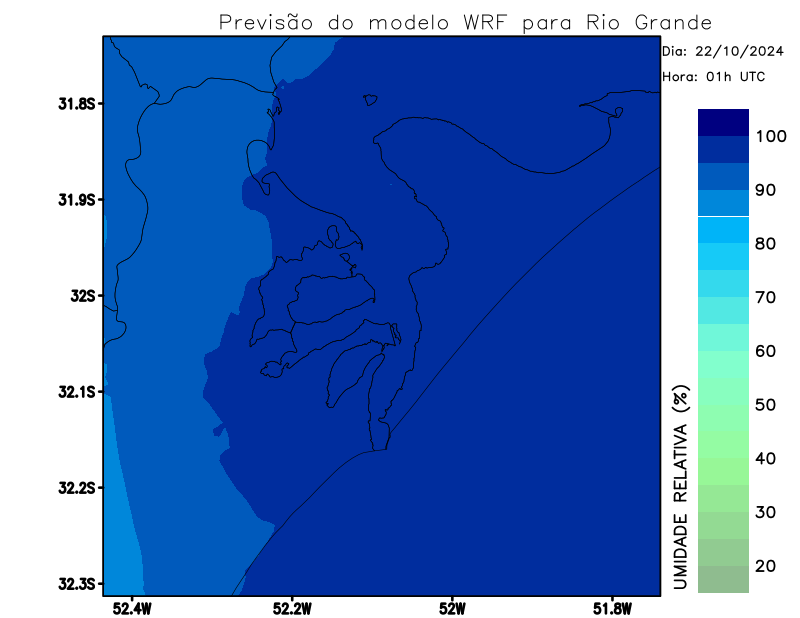 Previsão do modelo WRF para Rio Grande
Dia: 22/10/2024
Hora: 01h UTC
31.8S
31.9S
32S
32.1S
32.2S
32.3S
52.4W
52.2W
52W
51.8W
UMIDADE RELATIVA (%)
100
90
80
70
60
50
40
30
20